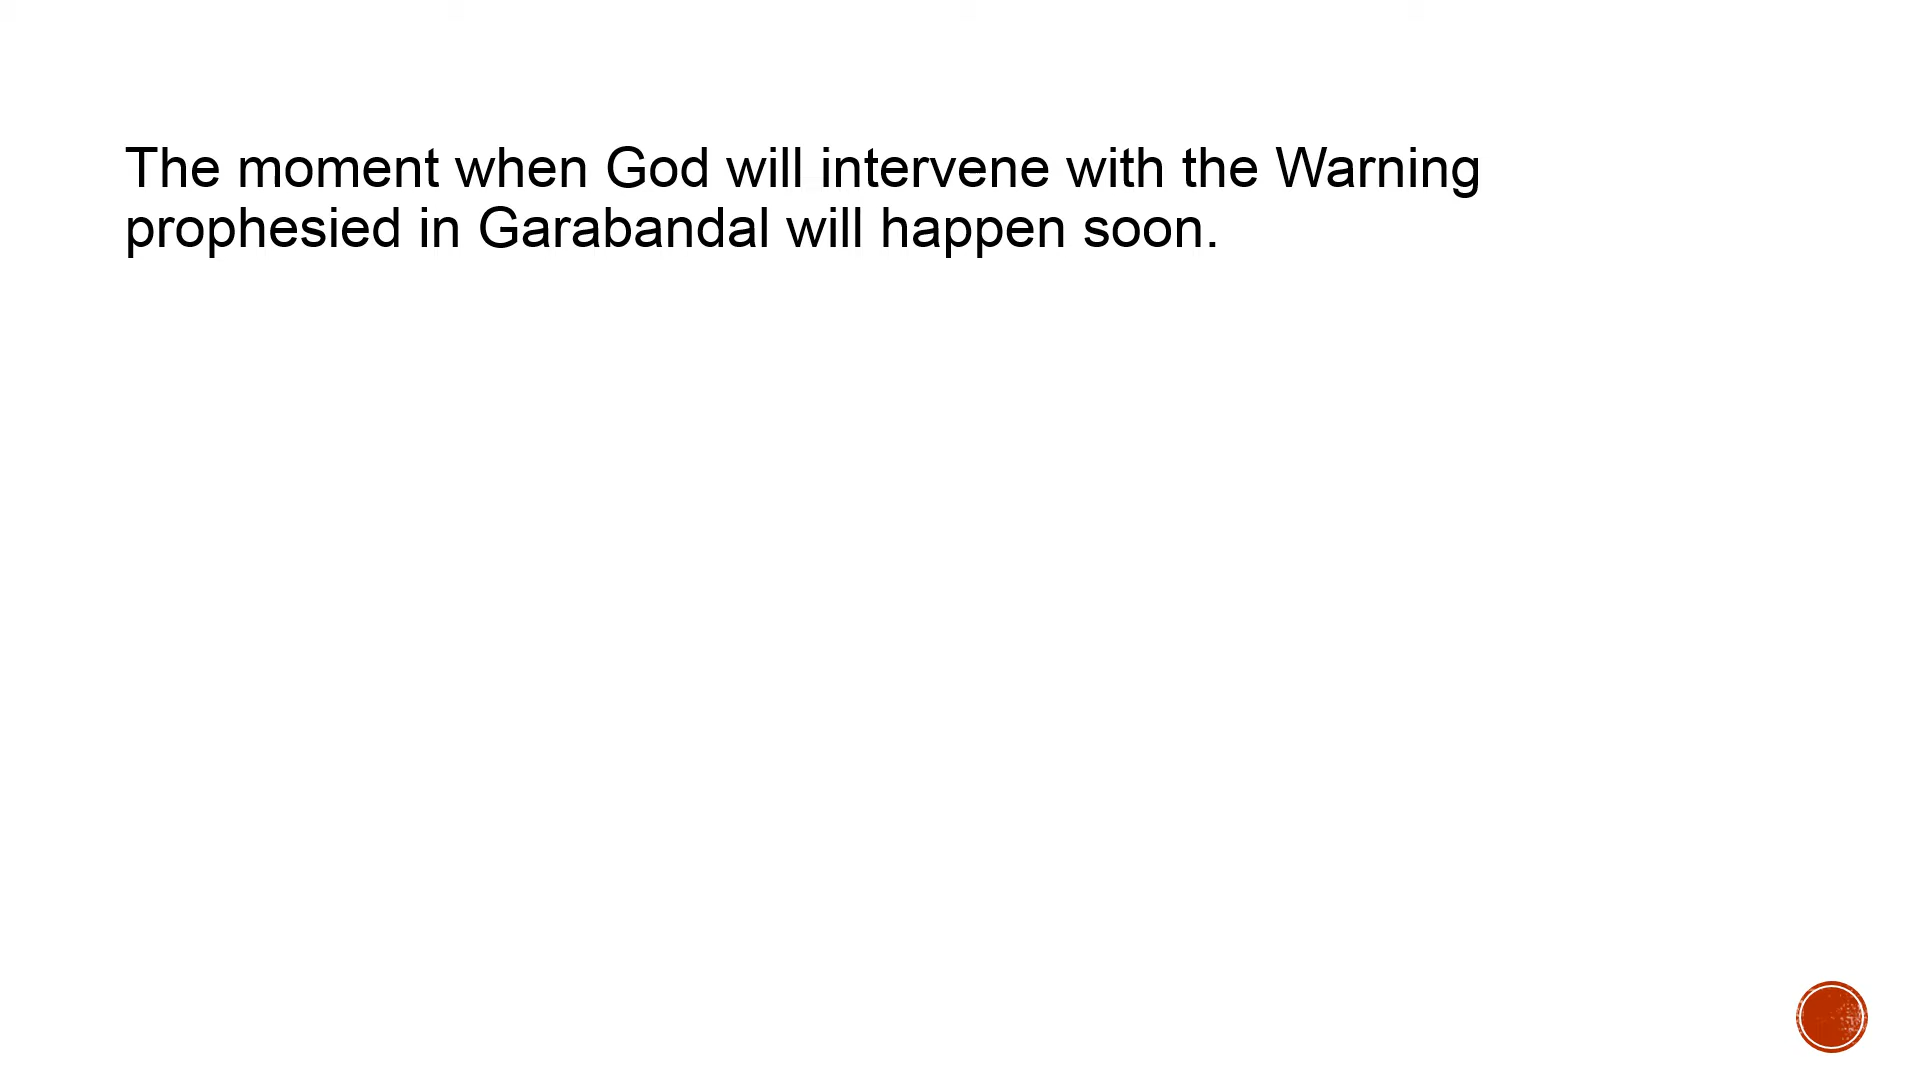 The moment when God will intervene with the Warning
prophesied in Garabandal will happen soon.